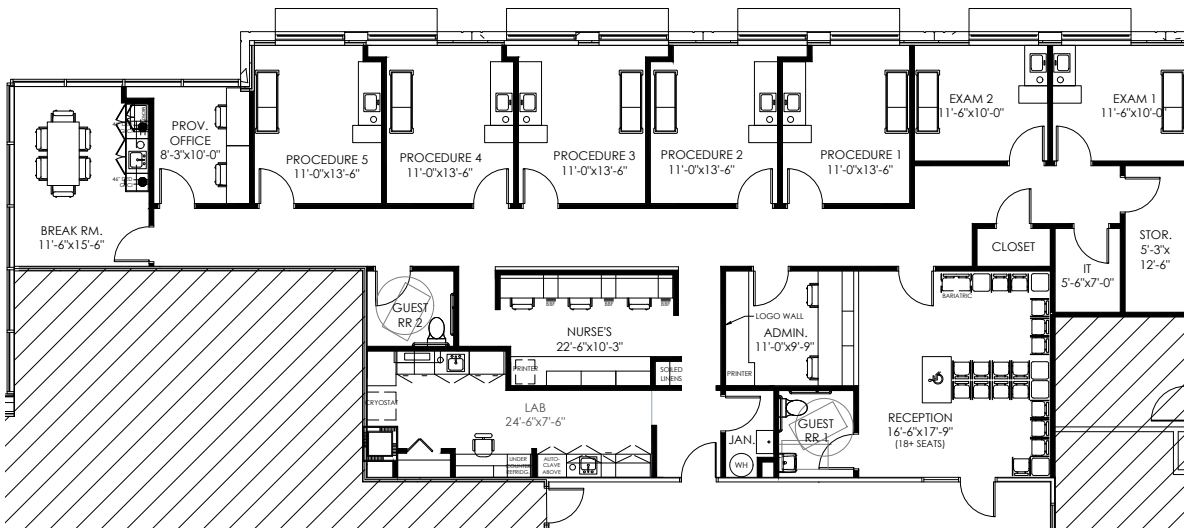 EXAM 2
11'-6"x10'-0"
EXAM 1
11'-6"x10'-0"
PROV.
OFFICE
8'-3"x10'-0"
PROCEDURE 5
11'-0"x13'-6"
PROCEDURE 4
11'-0"x13'-6"
PROCEDURE 3
11'-0"x13'-6"
PROCEDURE 2
11'-0"x13'-6"
PROCEDURE 1
11'-0"x13'-6"
BREAK RM.
11'-6"x15'-6"
CLOSET
STOR.
5'-3"x
12'-6"
IT
5'-6"x7'-0"
BARIATRIC
GUEST
RR 2
BBF
BBF
BBF
NURSE'S
22'-6"x10'-3"
LOGO WALL
ADMIN.
11'-0"x9'-9"
PRINTER
SOILED
LINENS
PRINTER
CRYOSTAT
LAB
24'-6"x7'-6"
UNDER
COUNTER
REFRIDG.
AUTO-
CLAVE
ABOVE
JAN.
WH
GUEST
RR 1
RECEPTION
16'-6"x17'-9"
(18+ SEATS)